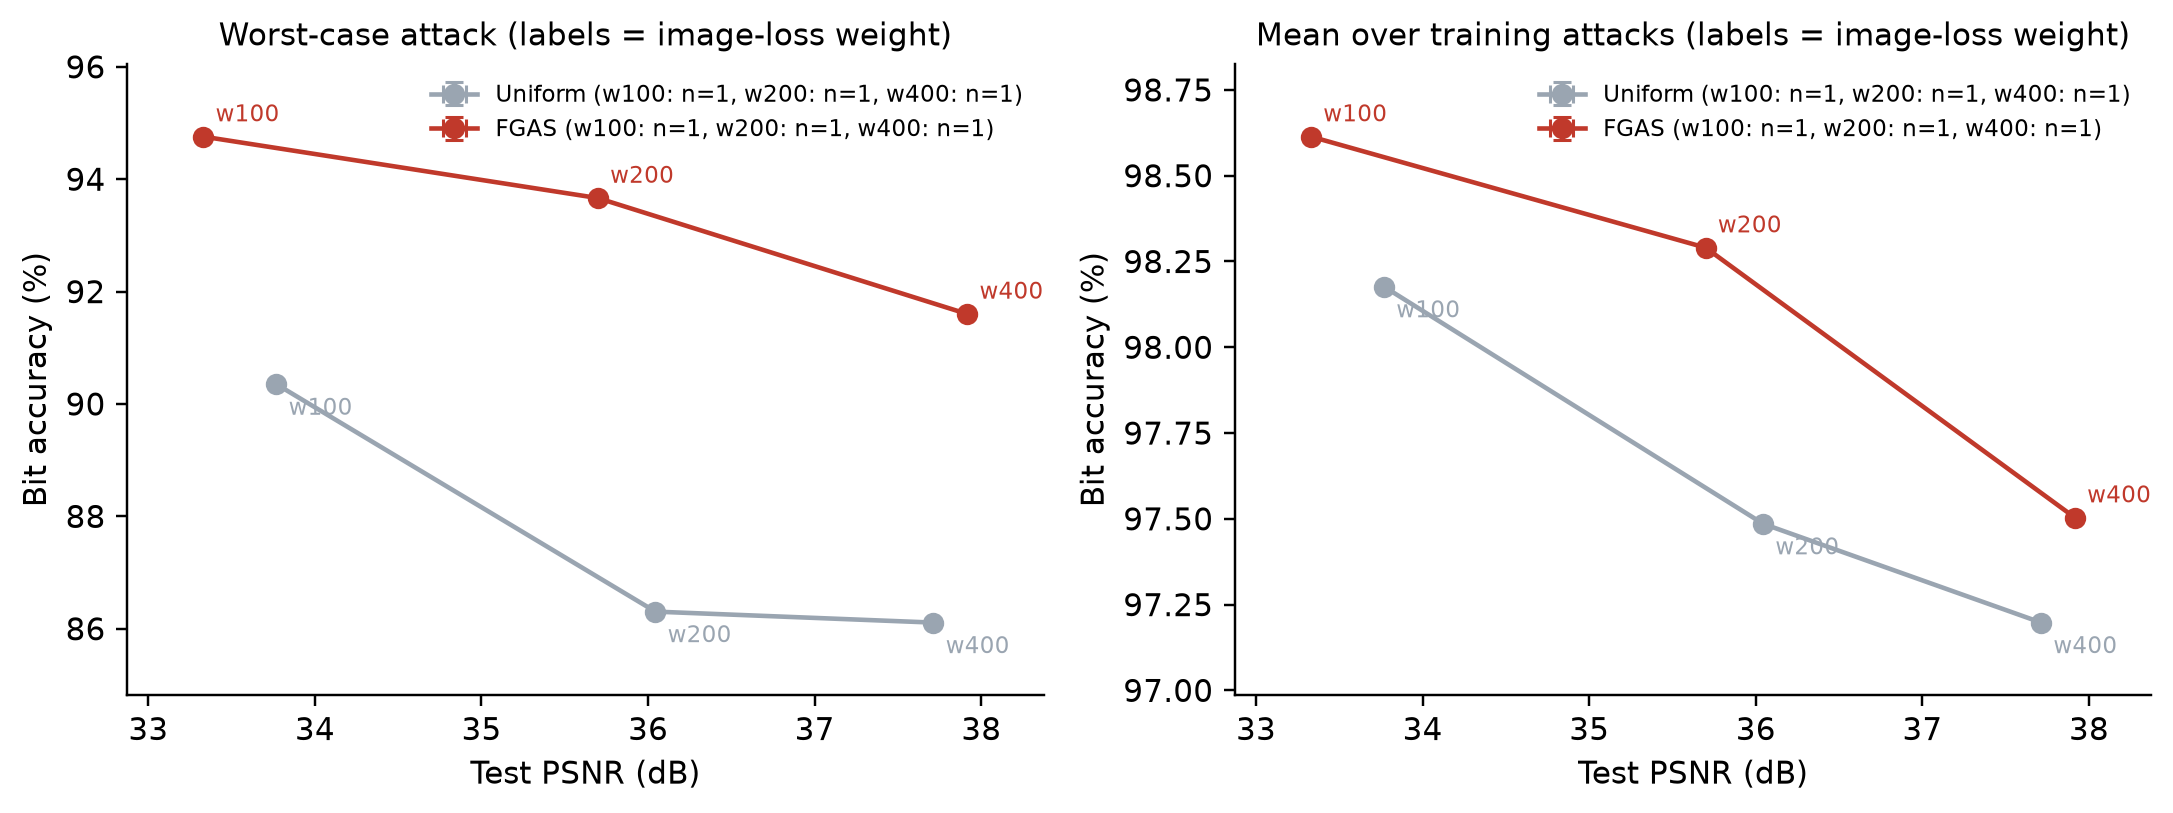 Worst-case attack (labels = image-loss weight)
96
94
92
90
88
86
Bit accuracy (%)
Uniform (w100: n=1, w200: n=1, w400: n=1)
FGAS (w100: n=1, w200: n=1, w400: n=1)
w100
w200
w400
w100
w200
w400
33 34 35 36 37 38
Test PSNR (dB)
Mean over training attacks (labels = image-loss weight)
98.75
98.50
98.25
98.00
97.75
97.50
97.25
97.00
Bit accuracy (%)
Uniform (w100: n=1, w200: n=1, w400: n=1)
FGAS (w100: n=1, w200: n=1, w400: n=1)
w100
w200
w100
w400
w200
w400
33 34 35 36 37 38
Test PSNR (dB)